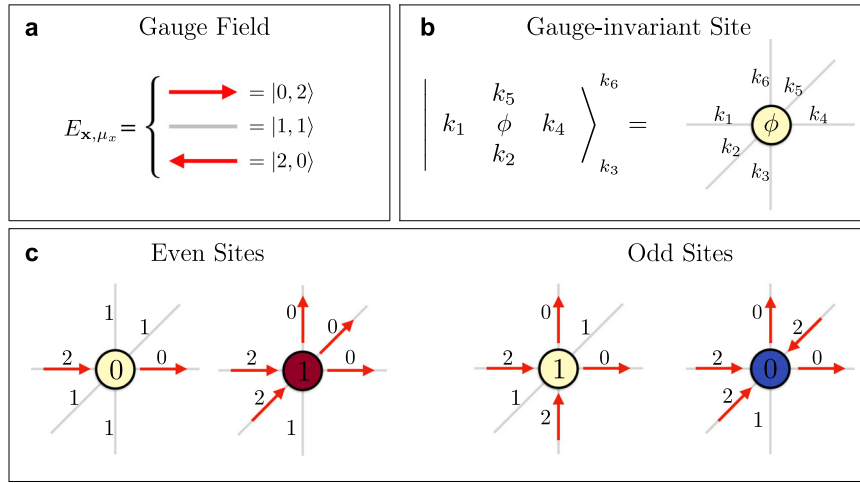 a Gauge Field
E_{x,μ_x} =
= |0, 2⟩
= |1, 1⟩
= |2, 0⟩
b Gauge-invariant Site
k_5
k_1 φ k_4
k_2
k_6
k_3
=
k_6 k_5
k_1 φ k_4
k_2
k_3
c Even Sites Odd Sites
1 1
2 0 0
1 1
0 0
2 1 0
2 1
0 1
2 1 0
1 2
0 2
2 0 0
2 1